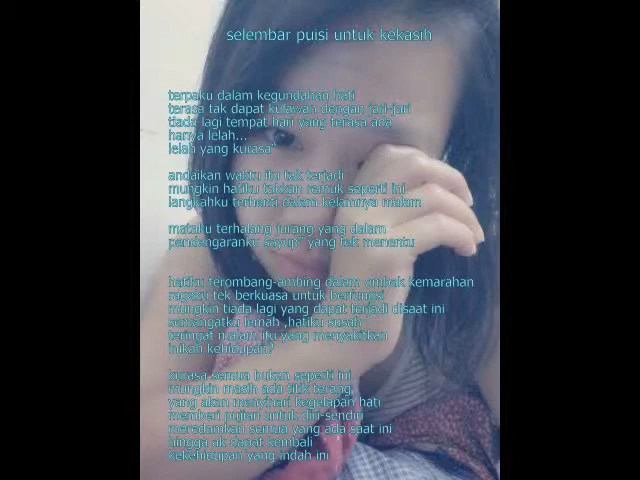 selembar puisi untuk kekasih
terpaku dalam kegundahan hati
terasa tak dapat kulawan dengan jari-jari
tiada lagi tempat hari yang terasa ada
hanya lelah...
lelah yang kurasa"
andaikan waktu itu tak terjadi
mungkin hatiku takkan remuk seperti ini
langkahku terhenti dalam kelamnya malam
mataku terhalang jurang yang dalam
pendengaranku sayup" yang tek menentu
hatiku terombang-ambing dalam ombak kemarahan
ragaku tek berkuasa untuk berfungsi
mungkin tiada lagi yang dapat terjadi disaat ini
semangatku lemah ,hatiku susah
teringat malam itu yang menyakitkan
inikah kehidupan?
kurasa semua bukan seperti ini
mungkin masih ada titik terang
yang akan menyinari kegelapan hati
memberi pujian untuk diri-sendiri
meredamkan semua yang ada saat ini
hingga ak dapat kembali
kekehidupan yang indah ini